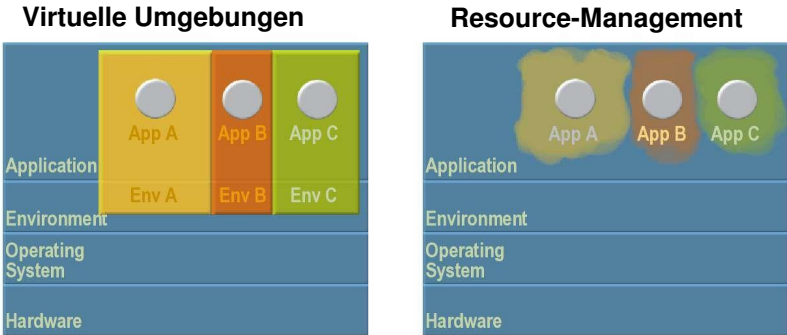 Virtuelle Umgebungen
App A
App B
App C
Application
Env A
Env B
Env C
Environment
Operating
System
Hardware
Resource-Management
App A
App B
App C
Application
Environment
Operating
System
Hardware